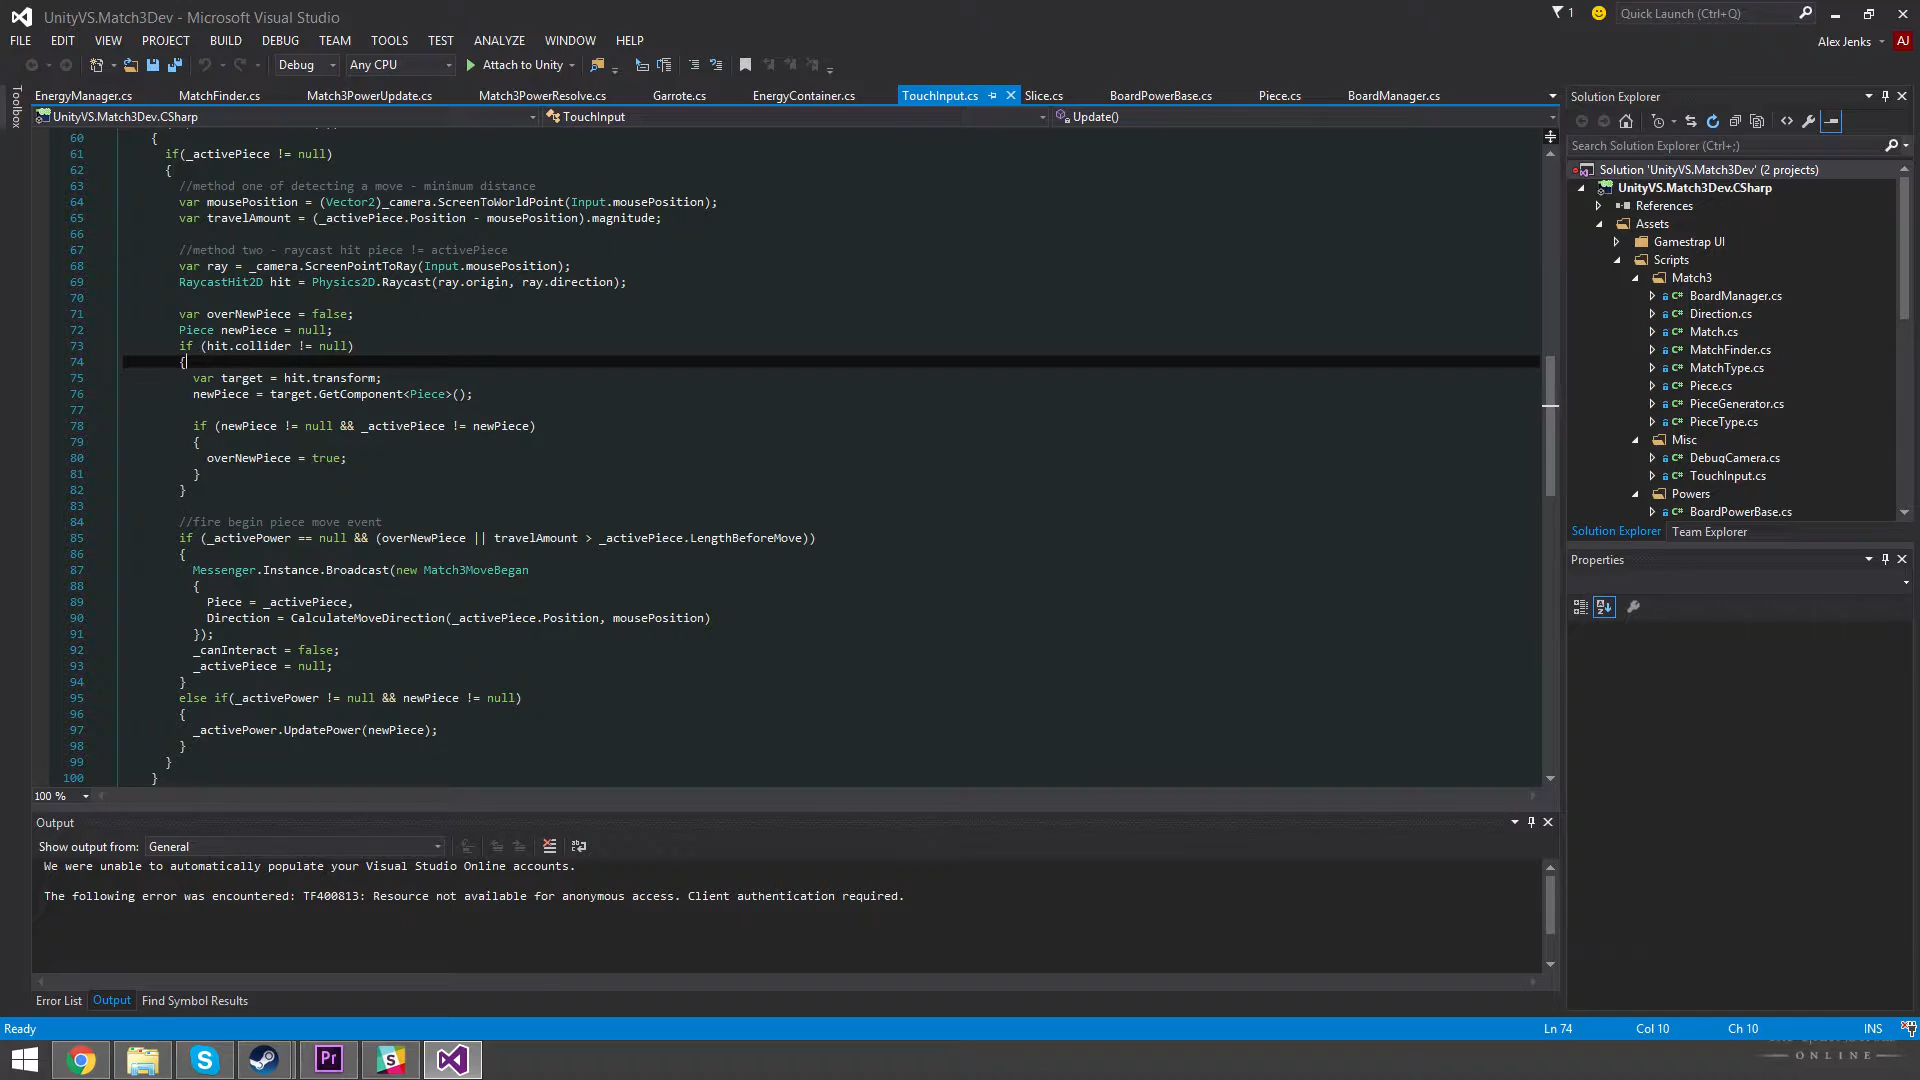 UnityVS.Match3Dev - Microsoft Visual Studio
1
Quick Launch (Ctrl+Q)
FILE EDIT VIEW PROJECT BUILD DEBUG TEAM TOOLS TEST ANALYZE WINDOW HELP
Alex Jenks AJ
Debug Any CPU Attach to Unity
Toolbox
EnergyManager.cs MatchFinder.cs Match3PowerUpdate.cs Match3PowerResolve.cs Garrote.cs EnergyContainer.cs TouchInput.cs Slice.cs BoardPowerBase.cs Piece.cs BoardManager.cs
UnityVS.Match3Dev.CSharp TouchInput Update()
60 {
61 if(_activePiece != null)
62 {
63 //method one of detecting a move - minimum distance
64 var mousePosition = (Vector2)_camera.ScreenToWorldPoint(Input.mousePosition);
65 var travelAmount = (_activePiece.Position - mousePosition).magnitude;
66
67 //method two - raycast hit piece != activePiece
68 var ray = _camera.ScreenPointToRay(Input.mousePosition);
69 RaycastHit2D hit = Physics2D.Raycast(ray.origin, ray.direction);
70
71 var overNewPiece = false;
72 Piece newPiece = null;
73 if (hit.collider != null)
74 {
75 var target = hit.transform;
76 newPiece = target.GetComponent<Piece>();
77
78 if (newPiece != null && _activePiece != newPiece)
79 {
80 overNewPiece = true;
81 }
82 }
83
84 //fire begin piece move event
85 if (_activePower == null && (overNewPiece || travelAmount > _activePiece.LengthBeforeMove))
86 {
87 Messenger.Instance.Broadcast(new Match3MoveBegan
88 {
89 Piece = _activePiece,
90 Direction = CalculateMoveDirection(_activePiece.Position, mousePosition)
91 });
92 _canInteract = false;
93 _activePiece = null;
94 }
95 else if(_activePower != null && newPiece != null)
96 {
97 _activePower.UpdatePower(newPiece);
98 }
99 }
100 }
100 %
Output
Show output from: General
We were unable to automatically populate your Visual Studio Online accounts.
The following error was encountered: TF400813: Resource not available for anonymous access. Client authentication required.
Error List Output Find Symbol Results
Solution Explorer
Search Solution Explorer (Ctrl+;)
Solution 'UnityVS.Match3Dev' (2 projects)
UnityVS.Match3Dev.CSharp
References
Assets
Gamestrap UI
Scripts
Match3
C# BoardManager.cs
C# Direction.cs
C# Match.cs
C# MatchFinder.cs
C# MatchType.cs
C# Piece.cs
C# PieceGenerator.cs
C# PieceType.cs
Misc
C# DebugCamera.cs
C# TouchInput.cs
Powers
C# BoardPowerBase.cs
Solution Explorer Team Explorer
Properties
Ready Ln 74 Col 10 Ch 10 INS
ONLINE